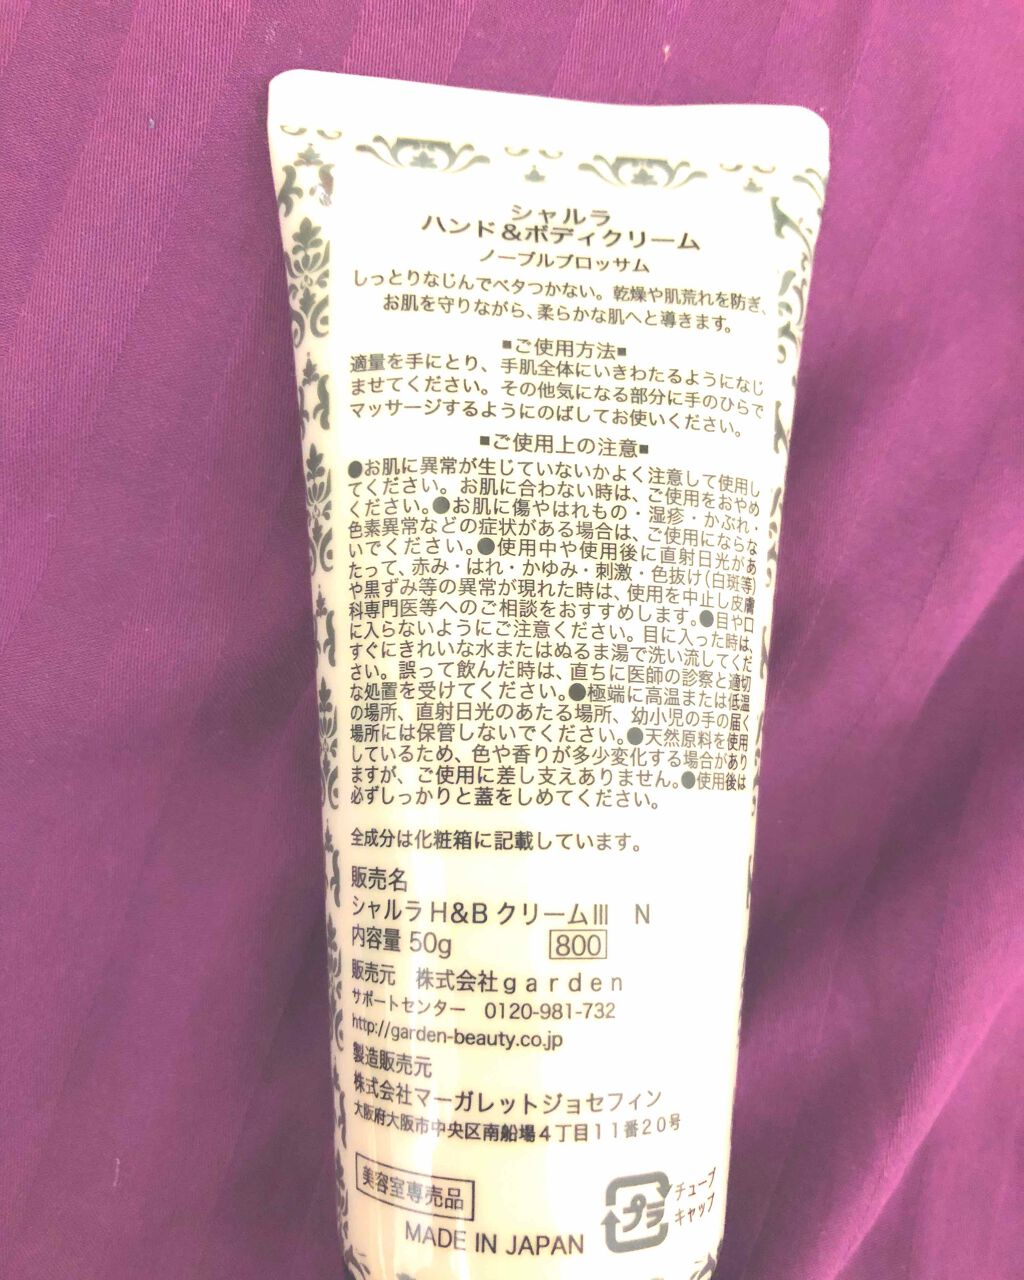 シャルラ
ハンド&ボディクリーム
ノーブルブロッサム
しっとりなじんでベタつかない。乾燥や肌荒れを防ぎ、
お肌を守りながら、柔らかな肌へと導きます。
■ご使用方法■
適量を手にとり、手肌全体にいきわたるようになじ
ませてください。その他気になる部分に手のひらで
マッサージするようにのばしてお使いください。
■ご使用上の注意■
●お肌に異常が生じていないかよく注意して使用し
てください。お肌に合わない時は、ご使用をおやめ
ください。●お肌に傷やはれもの・湿疹・かぶれ・
色素異常などの症状がある場合は、ご使用にならな
いでください。●使用中や使用後に直射日光があ
たって、赤み・はれ・かゆみ・刺激・色抜け(白斑等)
や黒ずみ等の異常が現れた時は、使用を中止し皮膚
科専門医等へのご相談をおすすめします。●目や口
に入らないようにご注意ください。目に入った時は、
すぐにきれいな水またはぬるま湯で洗い流してくだ
さい。誤って飲んだ時は、直ちに医師の診察と適切
な処置を受けてください。●極端に高温または低温
の場所、直射日光のあたる場所、幼小児の手の届く
場所には保管しないでください。●天然原料を使用
しているため、色や香りが多少変化する場合があり
ますが、ご使用に差し支えありません。●使用後は
必ずしっかりと蓋をしめてください。
全成分は化粧箱に記載しています。
販売名
シャルラ H&B クリームⅢ N
内容量 50g 800
販売元 株式会社garden
サポートセンター 0120-981-732
http://garden-beauty.co.jp
製造販売元
株式会社マーガレットジョセフィン
大阪府大阪市中央区南船場4丁目11番20号
美容室専売品
プラ
チューブ
キャップ
MADE IN JAPAN